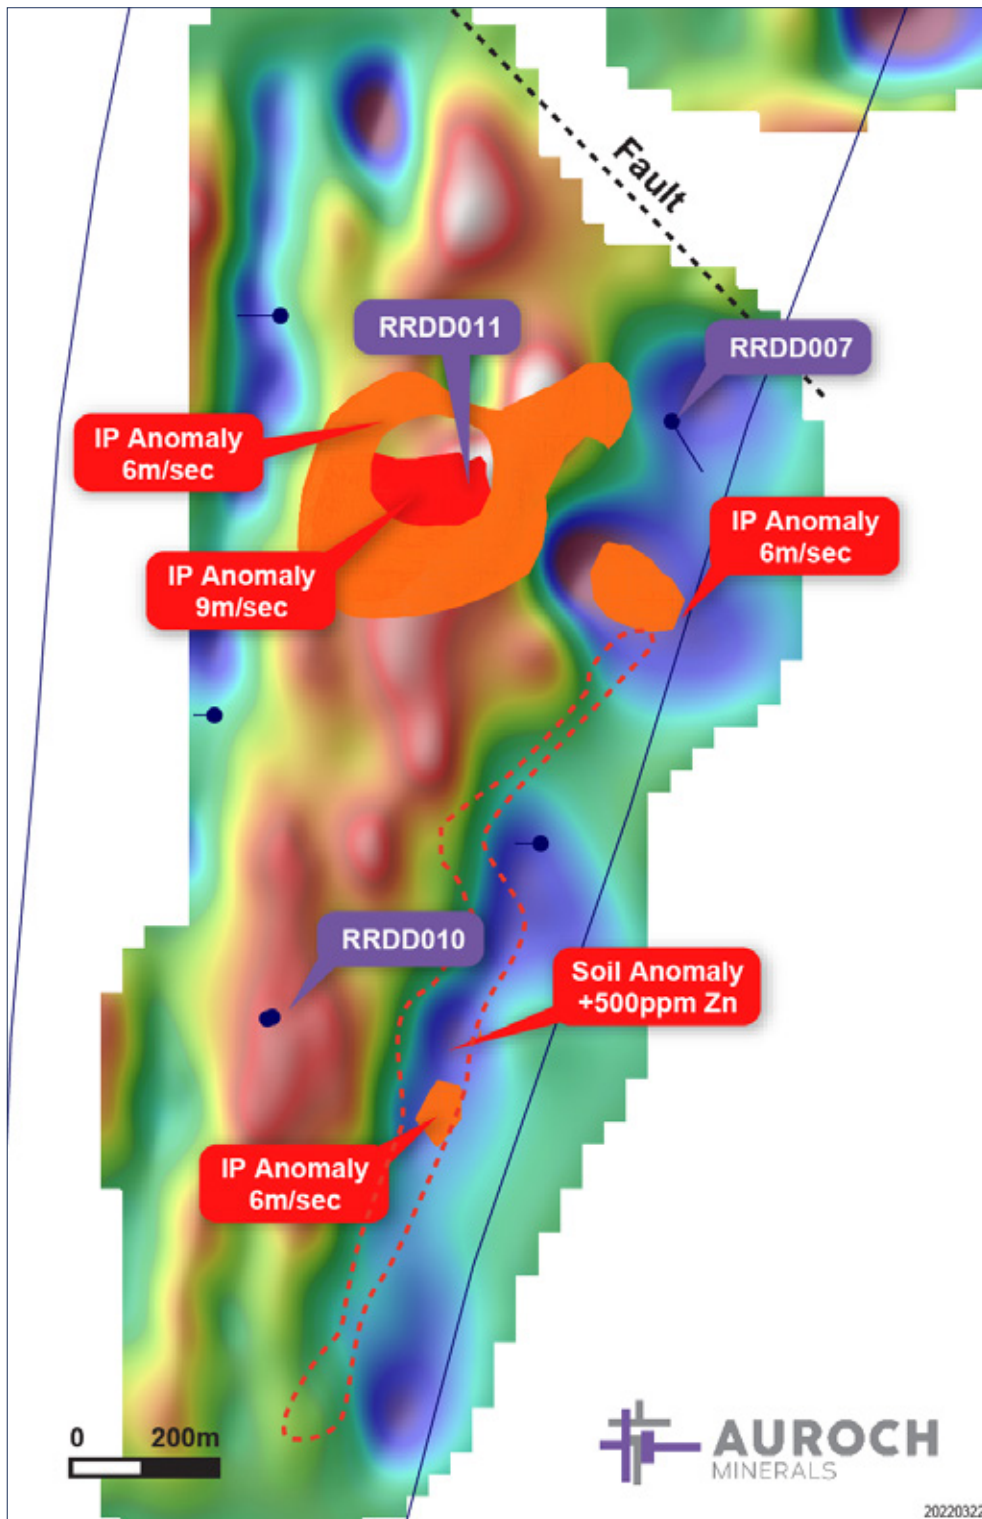 Fault
RRDD011
RRDD007
IP Anomaly
6m/sec
IP Anomaly
6m/sec
IP Anomaly
9m/sec
RRDD010
Soil Anomaly
+500ppm Zn
IP Anomaly
6m/sec
0 200m
AUROCH
MINERALS
20220322